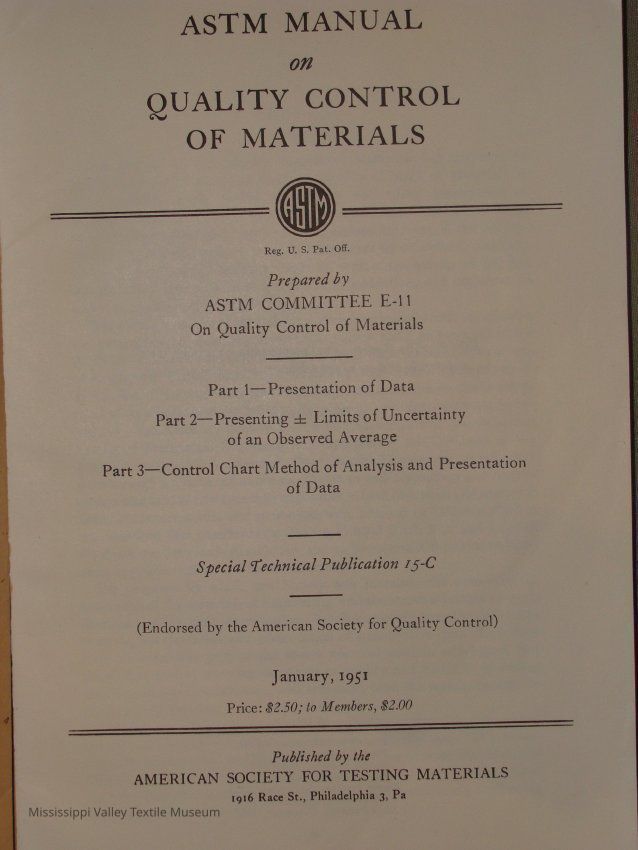 ASTM MANUAL
on
QUALITY CONTROL
OF MATERIALS
ASTM
Reg. U. S. Pat. Off.
Prepared by
ASTM COMMITTEE E-11
On Quality Control of Materials
Part 1—Presentation of Data
Part 2—Presenting ± Limits of Uncertainty
of an Observed Average
Part 3—Control Chart Method of Analysis and Presentation
of Data
Special Technical Publication 15-C
(Endorsed by the American Society for Quality Control)
January, 1951
Price: $2.50; to Members, $2.00
Published by the
AMERICAN SOCIETY FOR TESTING MATERIALS
1916 Race St., Philadelphia 3, Pa
Mississippi Valley Textile Museum